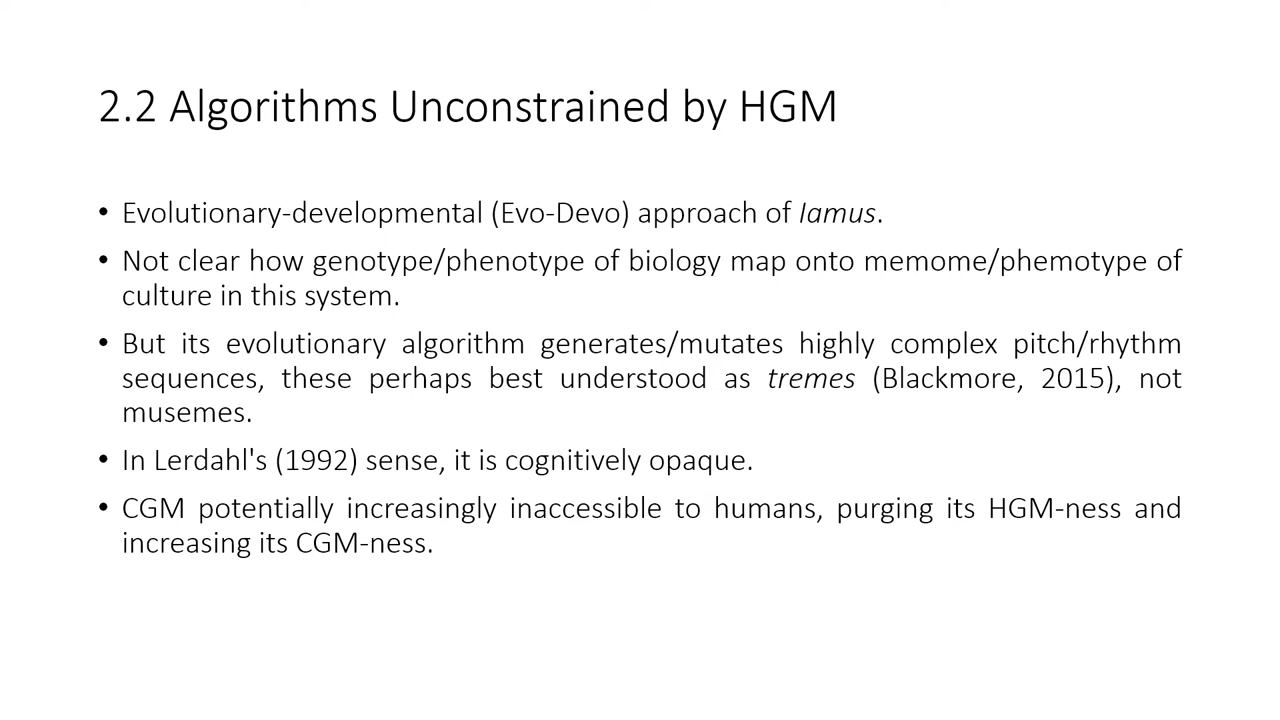 2.2 Algorithms Unconstrained by HGM
• Evolutionary-developmental (Evo-Devo) approach of Iamus.
• Not clear how genotype/phenotype of biology map onto memome/phemotype of
culture in this system.
• But its evolutionary algorithm generates/mutates highly complex pitch/rhythm
sequences, these perhaps best understood as tremes (Blackmore, 2015), not
musemes.
• In Lerdahl's (1992) sense, it is cognitively opaque.
• CGM potentially increasingly inaccessible to humans, purging its HGM-ness and
increasing its CGM-ness.